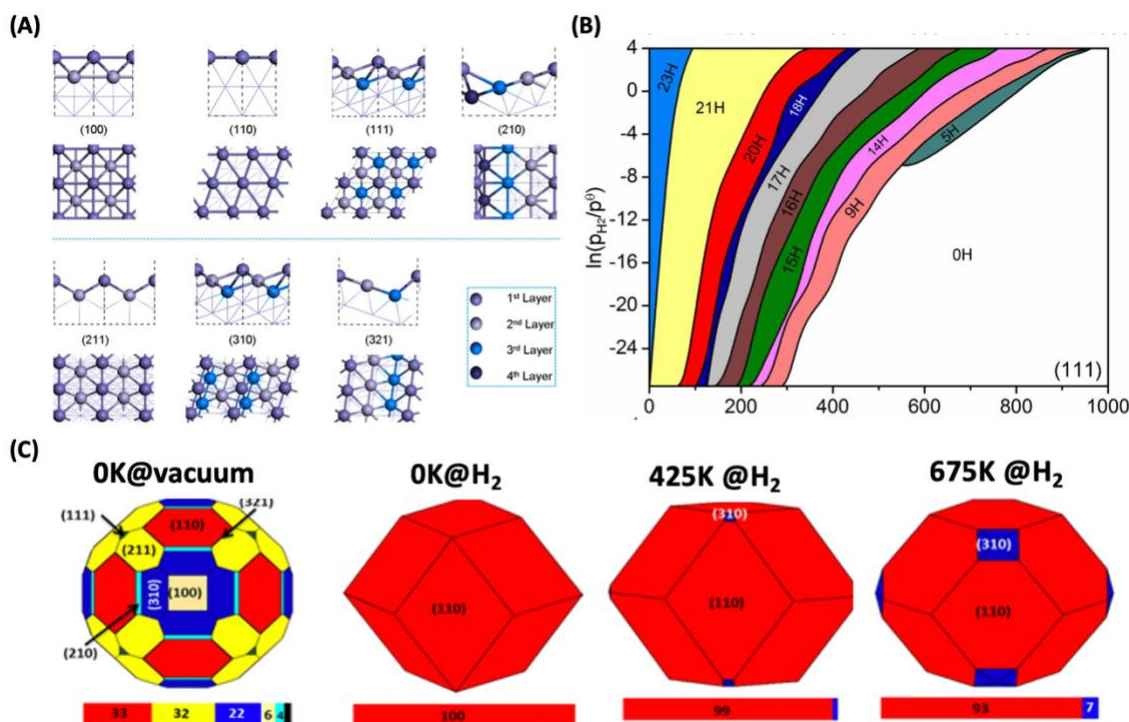 (A)
(100) (110) (111) (210)
(211) (310) (321)
1st Layer
2nd Layer
3rd Layer
4th Layer
(B)
ln(pH2/pθ)
4
0
-4
-8
-12
-16
-20
-24
23H
21H
20H
18H
17H
16H
15H
14H
9H
5H
0H
(111)
0 200 400 600 800 1000
(C)
0K@vacuum 0K@H2 425K @H2 675K @H2
(111) (321)
(110)
(211)
(310) (100)
(210)
33 32 22 6 4
(110)
100
(310)
(110)
99
(310)
(110)
93 7